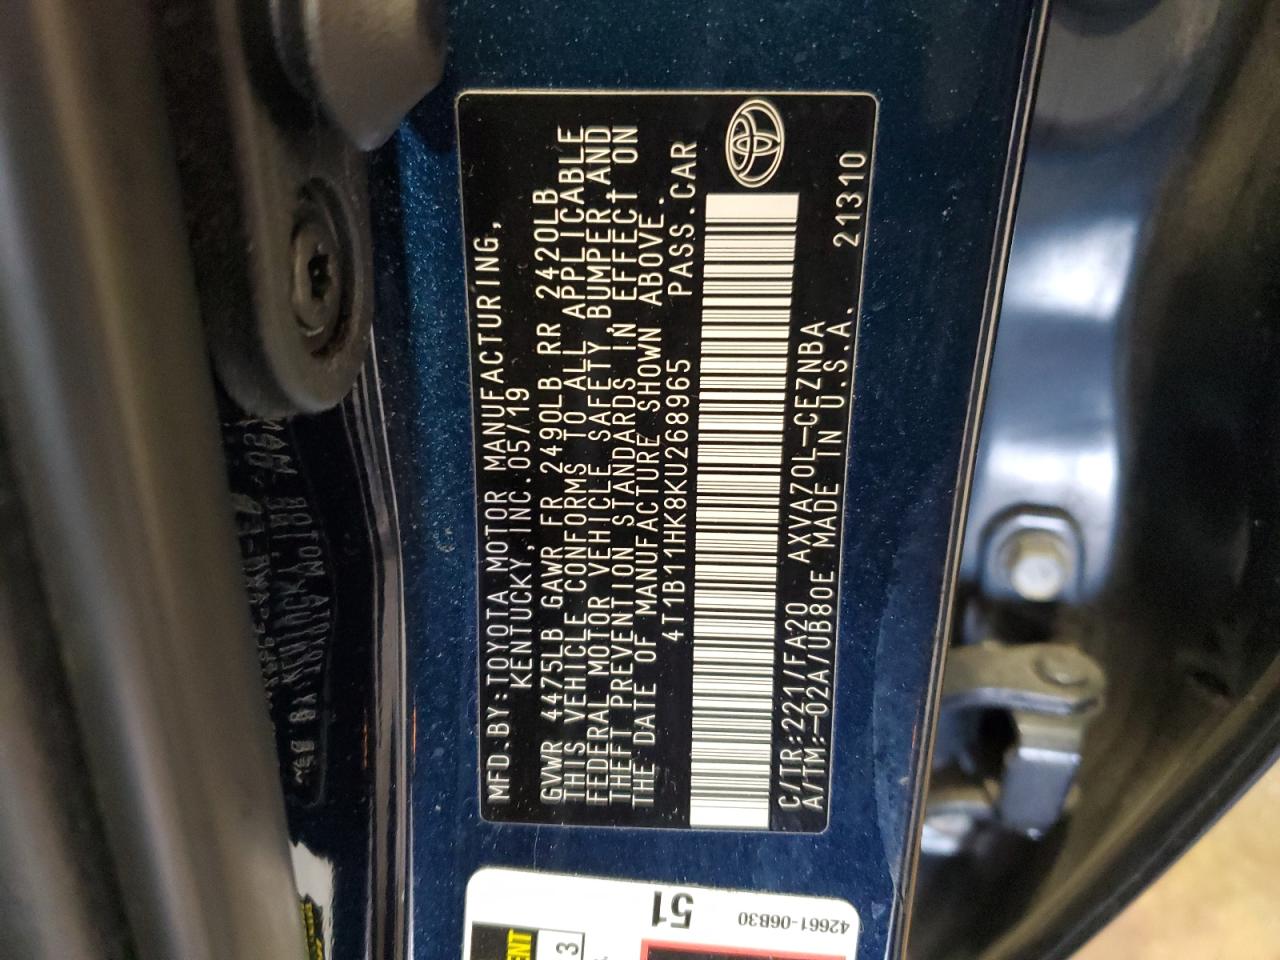 MFD.BY:TOYOTA MOTOR MANUFACTURING,
KENTUCKY,INC.05/19
GVWR 4475LB GAWR FR 2490LB RR 2420LB
THIS VEHICLE CONFORMS TO ALL APPLICABLE
FEDERAL MOTOR VEHICLE SAFETY,BUMPER,AND
THEFT PREVENTION STANDARDS IN EFFECT ON
THE DATE OF MANUFACTURE SHOWN ABOVE.
4T1B11HK8KU268965 PASS.CAR
C/TR:221/FA20 AXVA70L-CEZNBA
A/TM:-02A/UB80E MADE IN U.S.A. 21310
51
42661-06B30
3